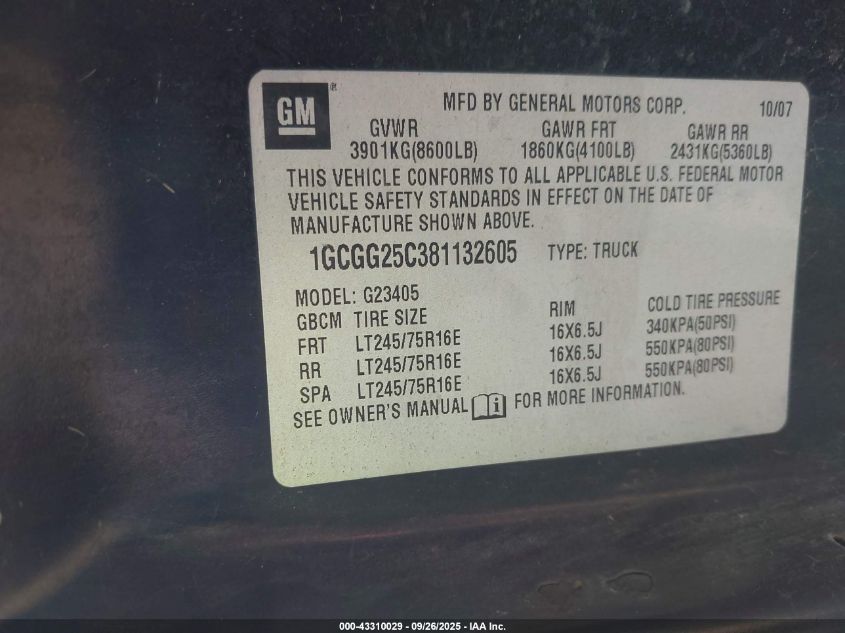 GM
MFD BY GENERAL MOTORS CORP. 10/07
GVWR GAWR FRT GAWR RR
3901KG(8600LB) 1860KG(4100LB) 2431KG(5360LB)
THIS VEHICLE CONFORMS TO ALL APPLICABLE U.S. FEDERAL MOTOR
VEHICLE SAFETY STANDARDS IN EFFECT ON THE DATE OF
MANUFACTURE SHOWN ABOVE.
1GCGG25C381132605 TYPE: TRUCK
MODEL: G23405
GBCM TIRE SIZE RIM COLD TIRE PRESSURE
FRT LT245/75R16E 16X6.5J 340KPA(50PSI)
RR LT245/75R16E 16X6.5J 550KPA(80PSI)
SPA LT245/75R16E 16X6.5J 550KPA(80PSI)
SEE OWNER'S MANUAL i FOR MORE INFORMATION.
000-43310029 - 09/26/2025 - IAA Inc.